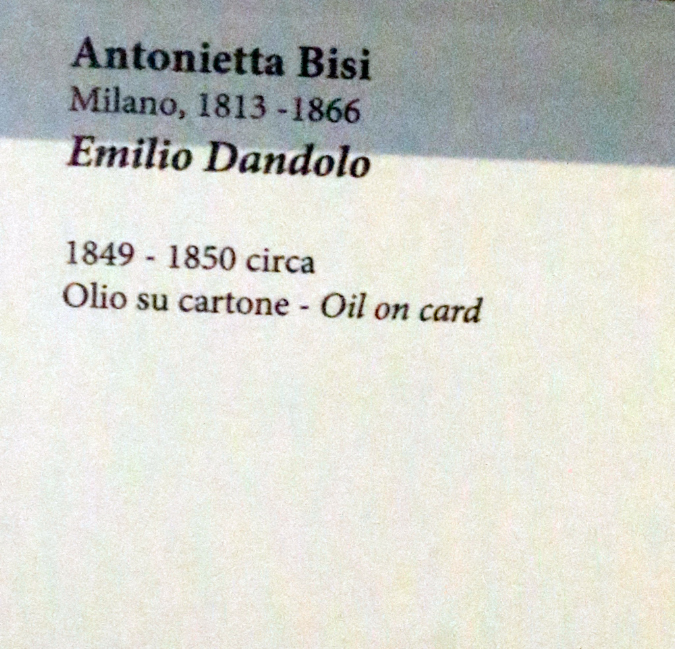 Antonietta Bisi
Milano, 1813 -1866
Emilio Dandolo
1849 - 1850 circa
Olio su cartone - Oil on card